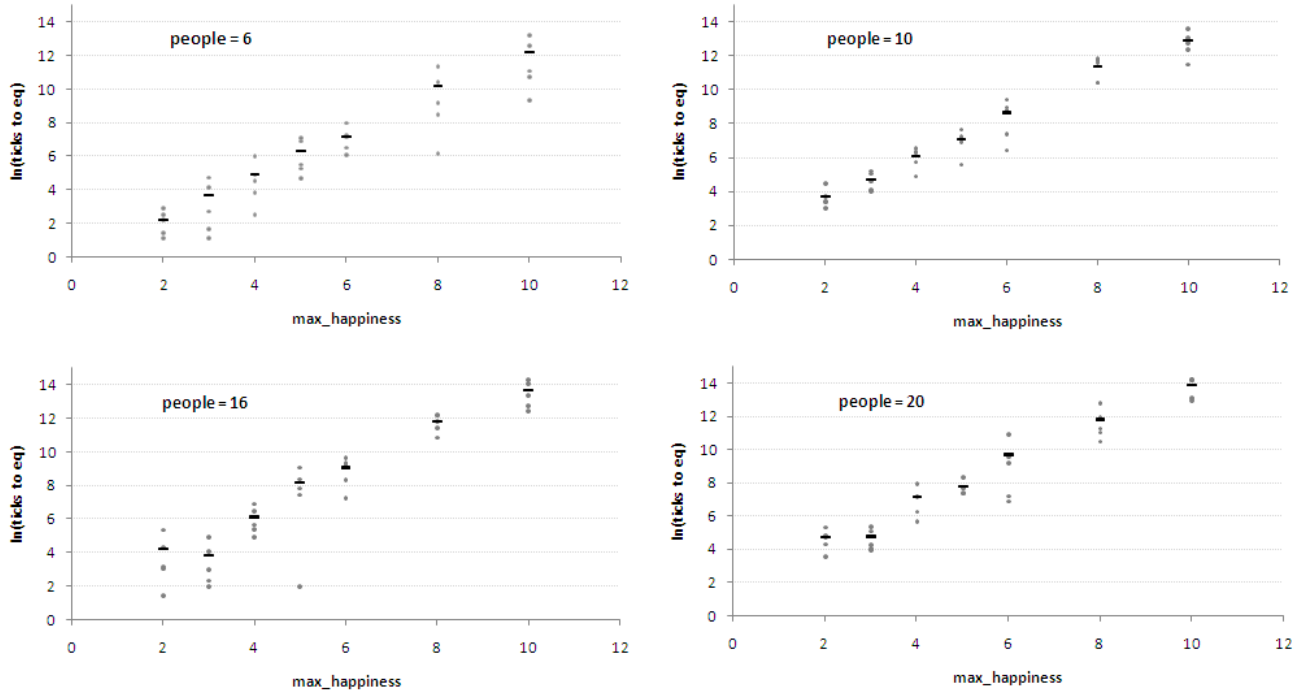 people = 6
ln(ticks to eq)
14
12
10
8
6
4
2
0
0 2 4 6 8 10 12
max_happiness
people = 10
ln(ticks to eq)
14
12
10
8
6
4
2
0
0 2 4 6 8 10 12
max_happiness
people = 16
ln(ticks to eq)
14
12
10
8
6
4
2
0
0 2 4 6 8 10 12
max_happiness
people = 20
ln(ticks to eq)
14
12
10
8
6
4
2
0
0 2 4 6 8 10 12
max_happiness